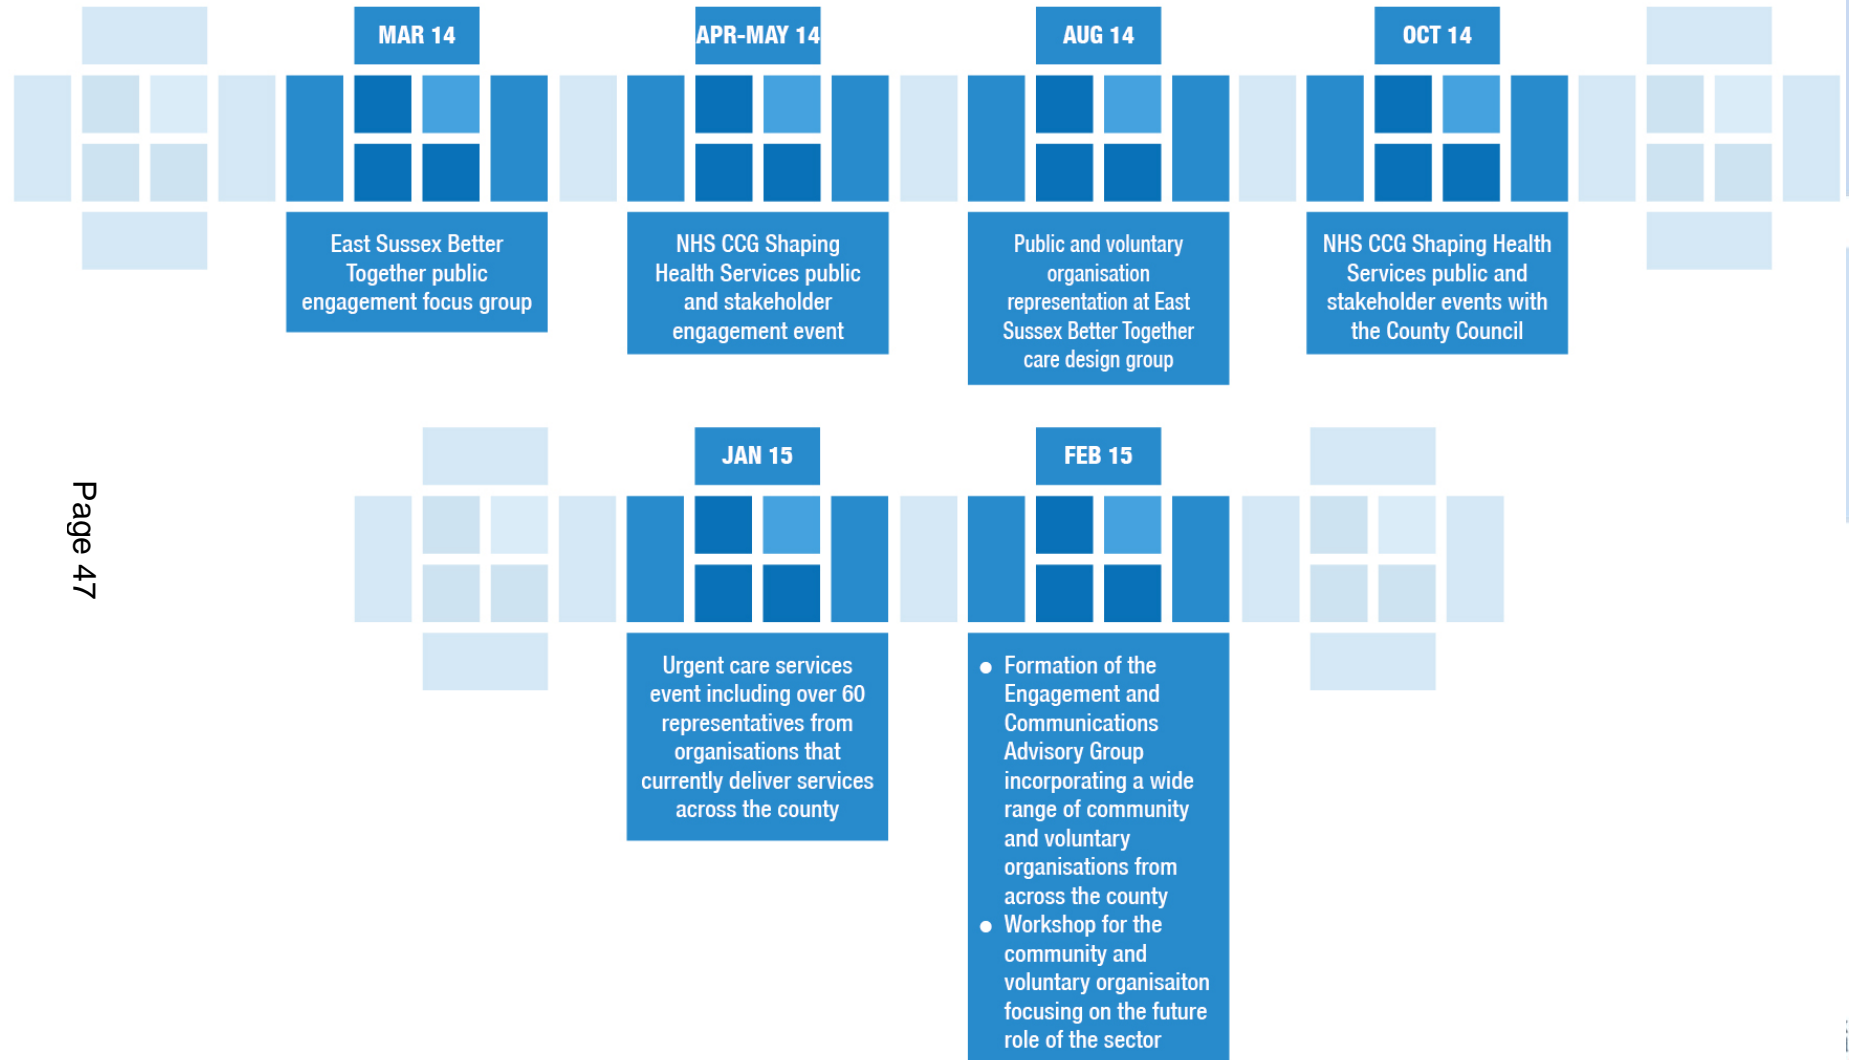 MAR 14
East Sussex Better
Together public
engagement focus group
APR-MAY 14
NHS CCG Shaping
Health Services public
and stakeholder
engagement event
AUG 14
Public and voluntary
organisation
representation at East
Sussex Better Together
care design group
OCT 14
NHS CCG Shaping Health
Services public and
stakeholder events with
the County Council
JAN 15
Urgent care services
event including over 60
representatives from
organisations that
currently deliver services
across the county
FEB 15
● Formation of the
Engagement and
Communications
Advisory Group
incorporating a wide
range of community
and voluntary
organisations from
across the county
● Workshop for the
community and
voluntary organisaiton
focusing on the future
role of the sector
Page 47